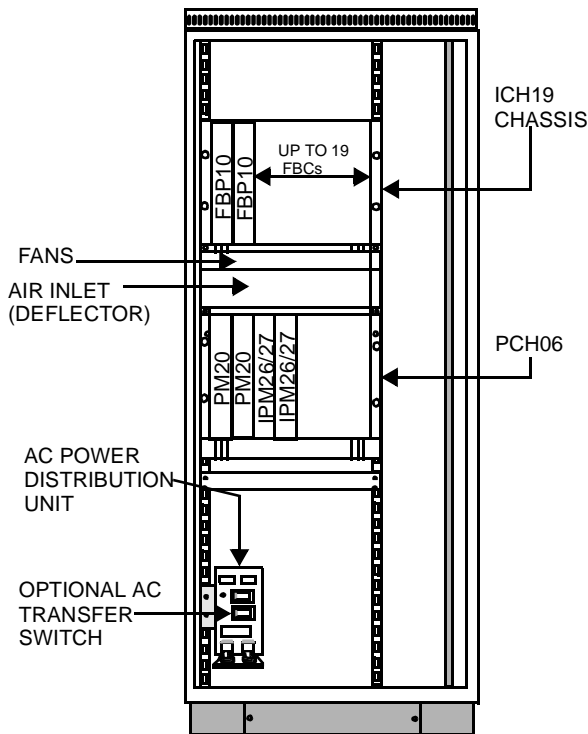 ICH19
CHASSIS
UP TO 19
FBCs
FBP10
FBP10
FANS
AIR INLET
(DEFLECTOR)
PM20
PM20
IPM26/27
IPM26/27
PCH06
AC POWER
DISTRIBUTION
UNIT
OPTIONAL AC
TRANSFER
SWITCH